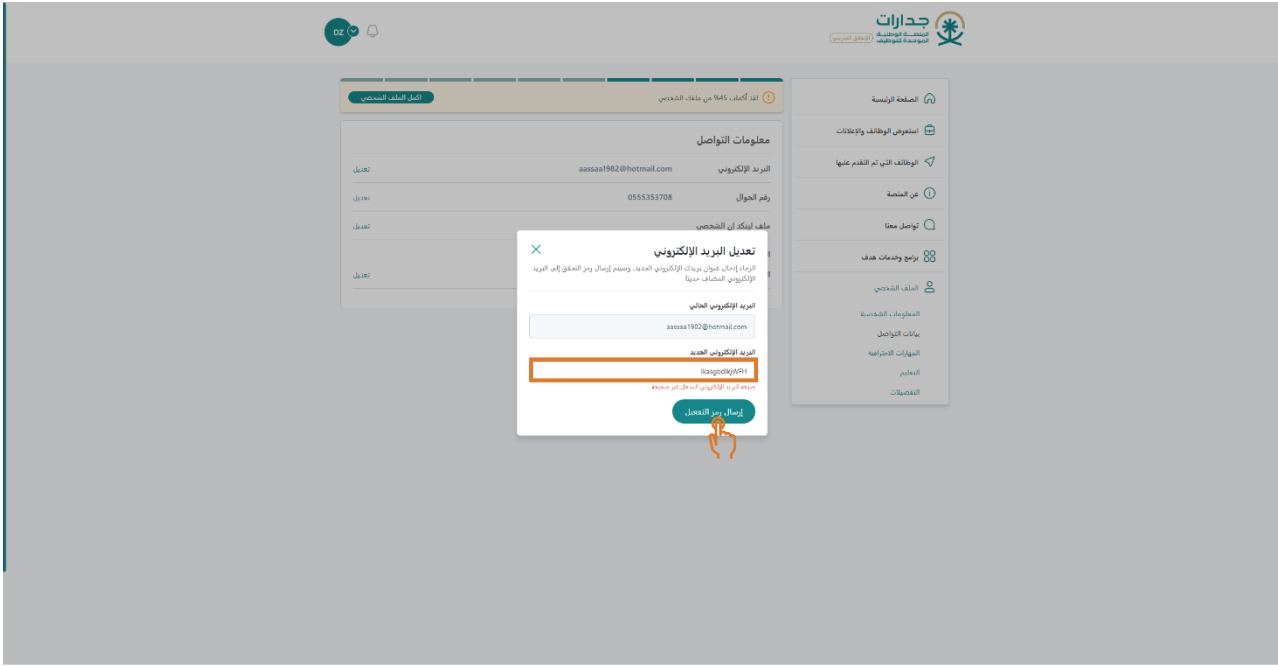 جدارات
المنصة الوطنية
الموحدة للتوظيف
(الإطلاق التدريجي)
DZ
الصفحة الرئيسية
استعرض الوظائف والإعلانات
الوظائف التي تم التقدم عليها
عن المنصة
تواصل معنا
برامج وخدمات هدف
الملف الشخصي
المعلومات الشخصية
بيانات التواصل
المهارات الاحترافية
التعليم
التفضيلات
لقد أكملت 45% من ملفك الشخصي
اكمل الملف الشخصي
معلومات التواصل
البريد الإلكتروني aassaa1982@hotmail.com تعديل
رقم الجوال 0555353708 تعديل
ملف لينكد إن الشخصي تعديل
تعديل
تعديل البريد الإلكتروني
الرجاء إدخال عنوان بريدك الإلكتروني الجديد، وسيتم إرسال رمز التحقق إلى البريد
الإلكتروني المضاف حديثا
البريد الإلكتروني الحالي
aassaa1982@hotmail.com
البريد الإلكتروني الجديد
صيغة البريد الإلكتروني المدخل غير صحيحة
إرسال رمز التفعيل